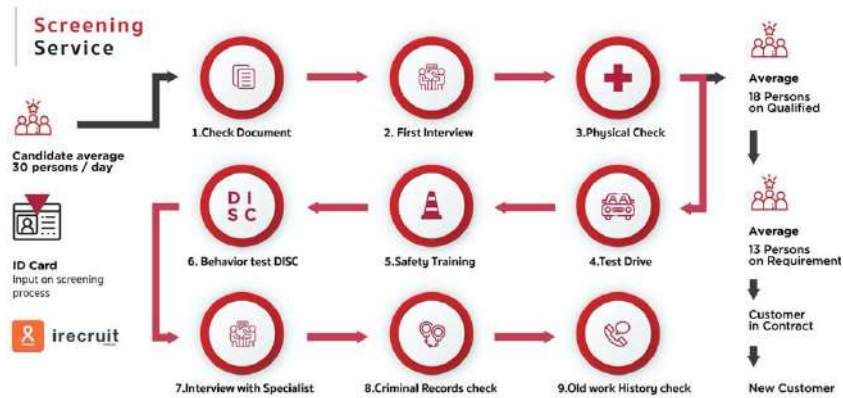 Screening
Service
Candidate average
30 persons / day
ID Card
Input on screening
process
irecruit
1.Check Document
2. First Interview
3.Physical Check
Average
18 Persons
on Qualified
DI
SC
6. Behavior test DISC
5.Safety Training
4.Test Drive
Average
13 Persons
on Requirement
7.Interview with Specialist
8.Criminal Records check
9.Old work History check
Customer
in Contract
New Customer